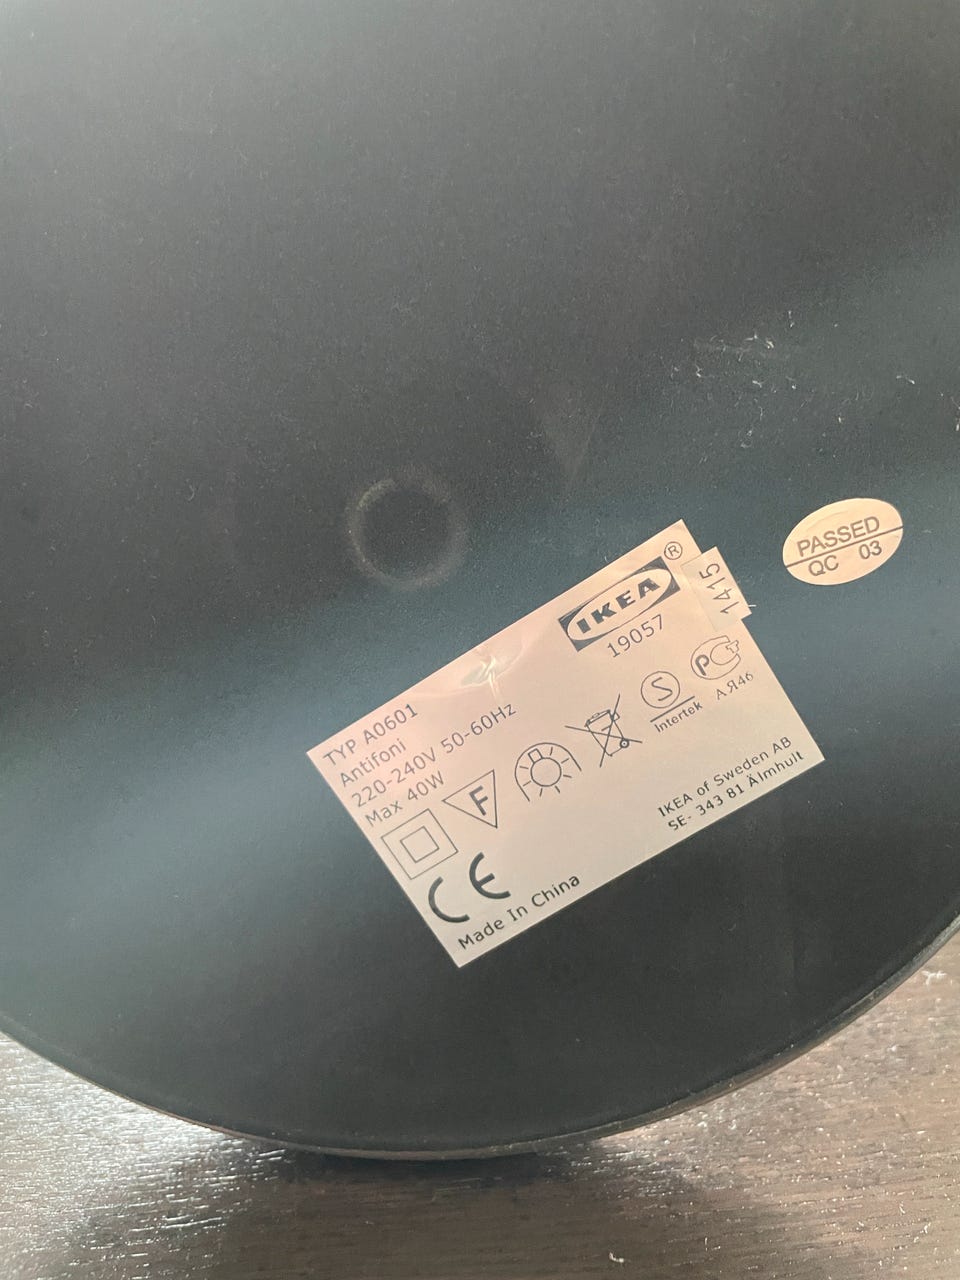 IKEA®
19057
1415
TYP A0601
Antifoni
220-240V 50-60Hz
Max 40W
F
S
Intertek
PC
АЯ46
CE
Made In China
IKEA of Sweden AB
SE- 343 81 Älmhult
PASSED
QC 03